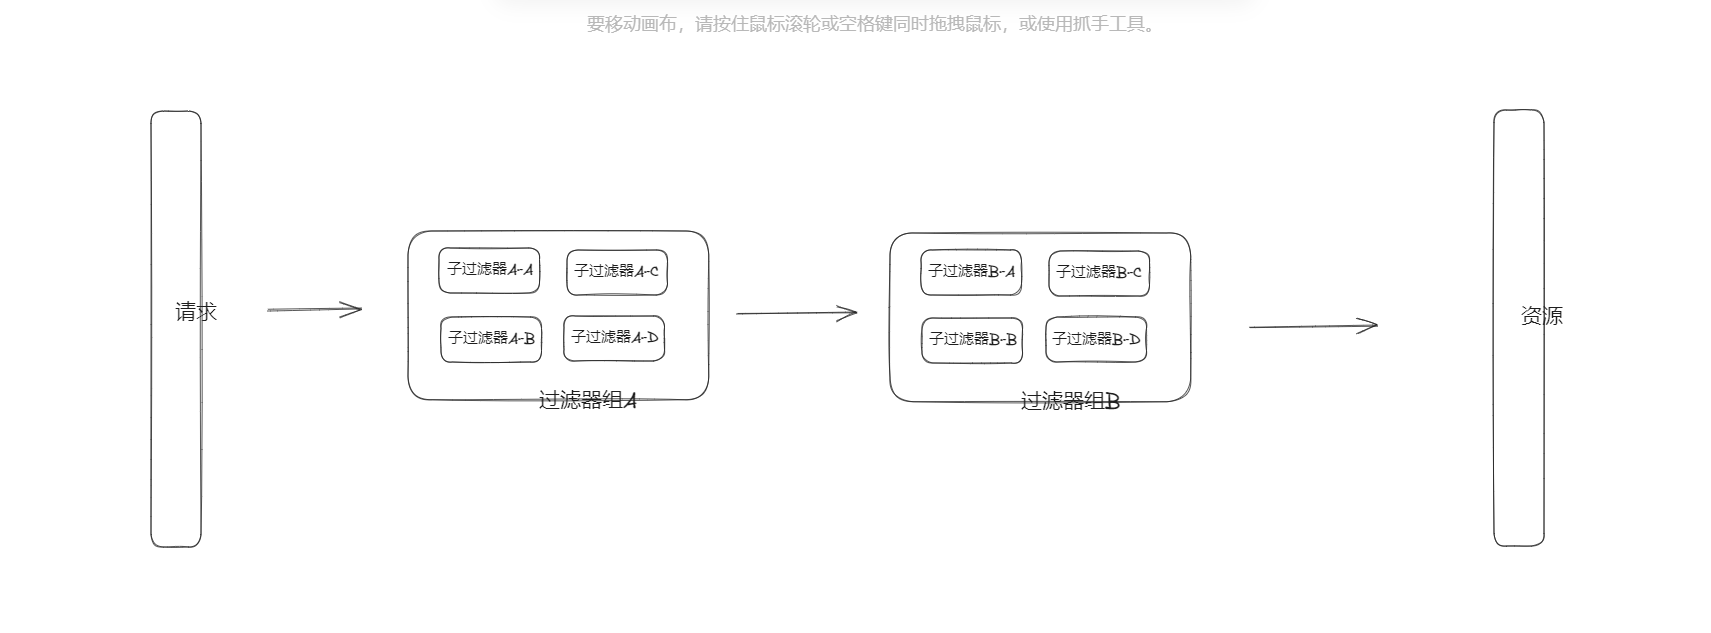 要移动画布，请按住鼠标滚轮或空格键同时拖拽鼠标，或使用抓手工具。
请求
子过滤器A-A
子过滤器A-C
子过滤器A-B
子过滤器A-D
过滤器组A
子过滤器B-A
子过滤器B-C
子过滤器B-B
子过滤器B-D
过滤器组B
资源